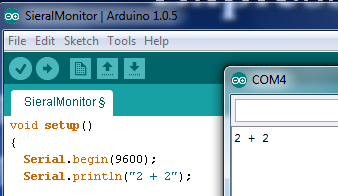 SieralMonitor | Arduino 1.0.5
File Edit Sketch Tools Help
COM4
SieralMonitor §
2 + 2
void setup()
{
Serial.begin(9600);
Serial.println("2 + 2");